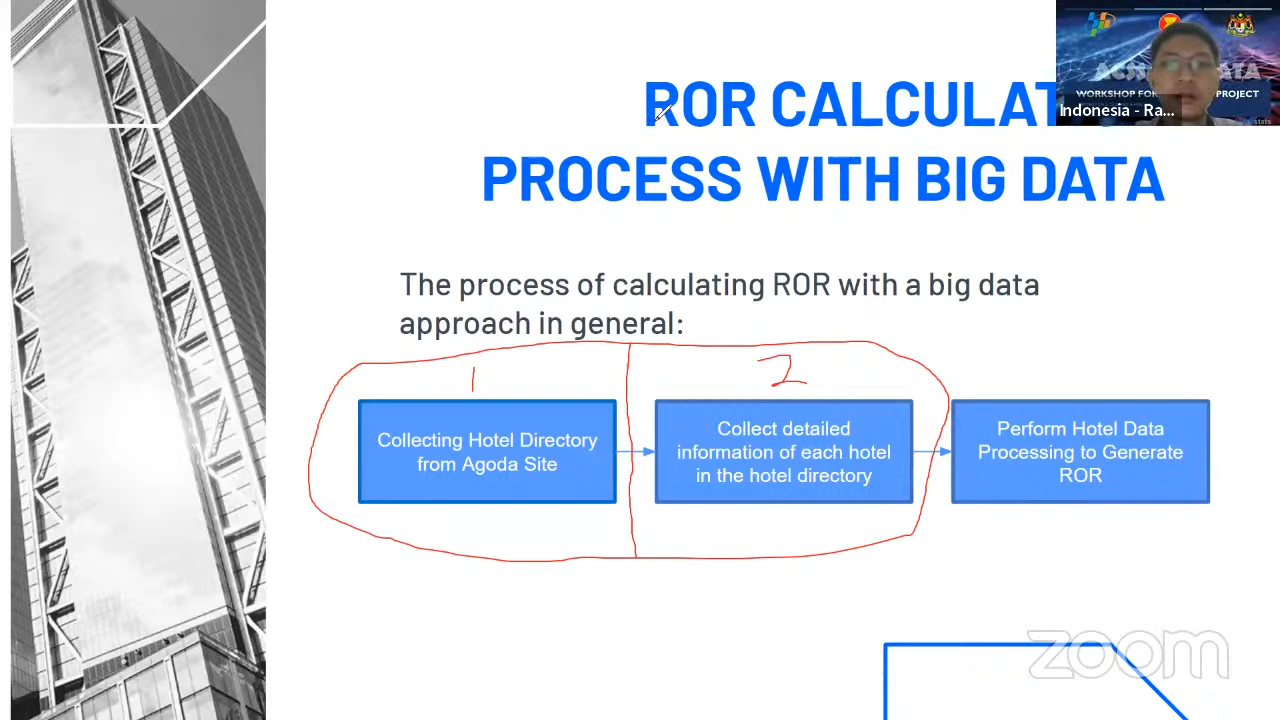 ROR CALCULAT
PROCESS WITH BIG DATA
WORKSHOP FOR PROJECT
Indonesia - Ra...
stats
The process of calculating ROR with a big data
approach in general:
1
2
Collecting Hotel Directory
from Agoda Site
Collect detailed
information of each hotel
in the hotel directory
Perform Hotel Data
Processing to Generate
ROR
zoom